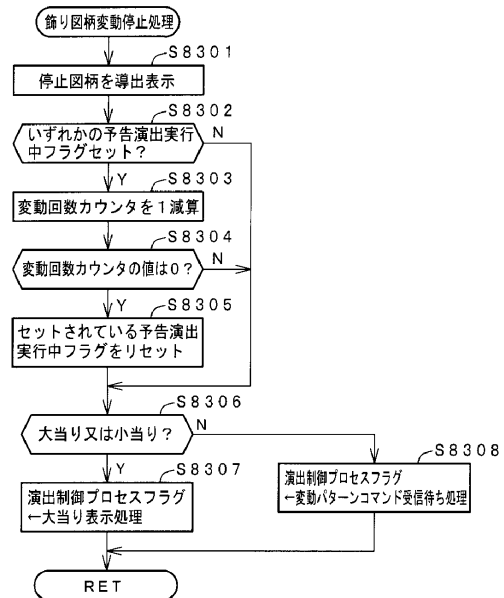 飾り図柄変動停止処理
S8301
停止図柄を導出表示
S8302
いずれかの予告演出実行
中フラグセット？
N
Y
S8303
変動回数カウンタを1減算
S8304
変動回数カウンタの値は0？
N
Y
S8305
セットされている予告演出
実行中フラグをリセット
S8306
大当り又は小当り？
N
Y
S8307
演出制御プロセスフラグ
←大当り表示処理
S8308
演出制御プロセスフラグ
←変動パターンコマンド受信待ち処理
RET